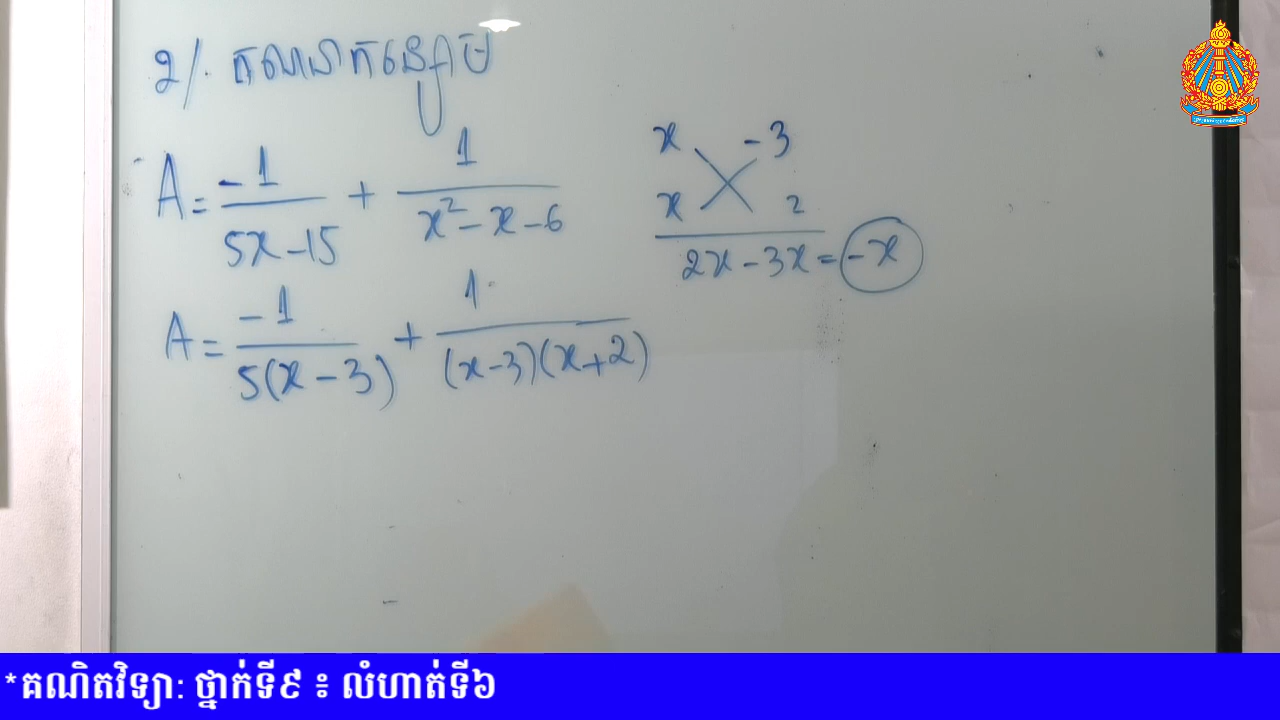 2/. គណនាកន្សោម
A = -1/(5x-15) + 1/(x²-x-6)
A = -1/(5(x-3)) + 1/((x-3)(x+2))
x -3
x 2
2x-3x = -x
*គណិតវិទ្យា: ថ្នាក់ទី៩ ៖ លំហាត់ទី៦